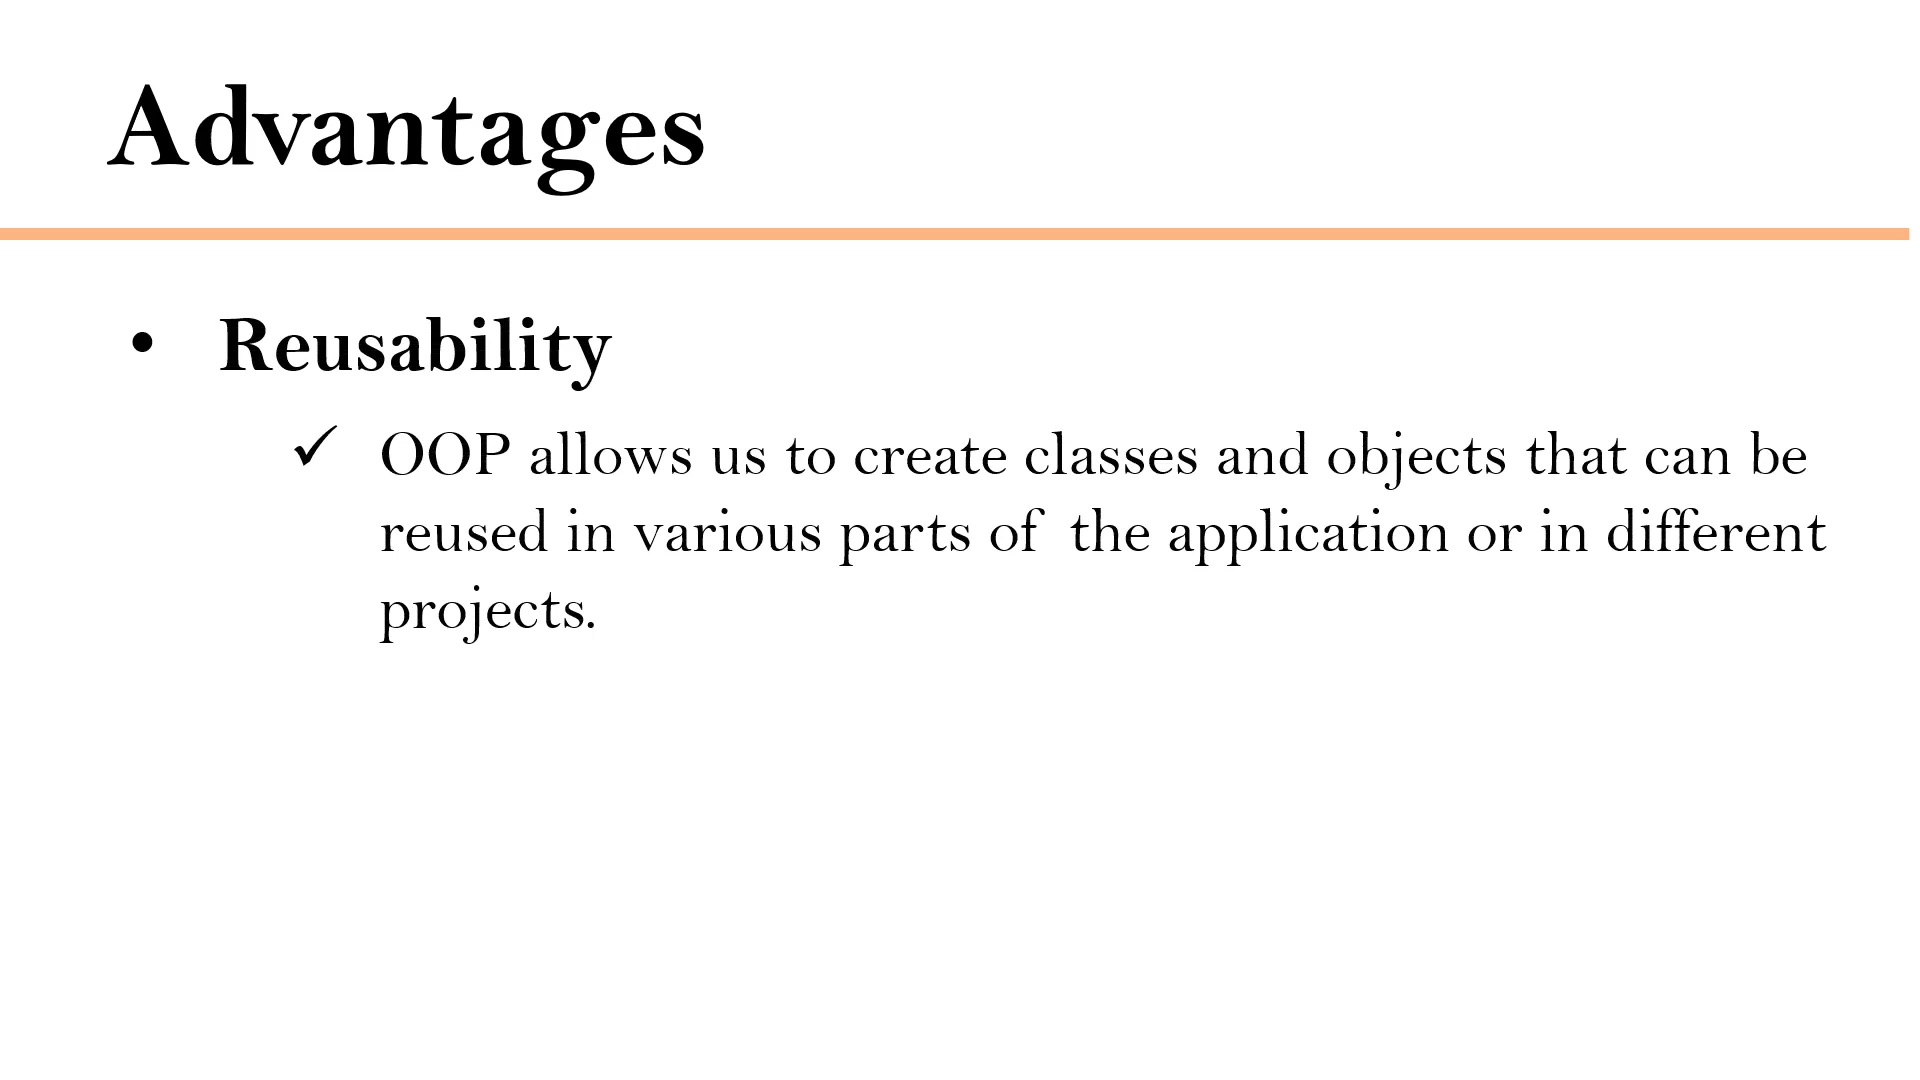 Advantages
• Reusability
✓ OOP allows us to create classes and objects that can be
reused in various parts of the application or in different
projects.